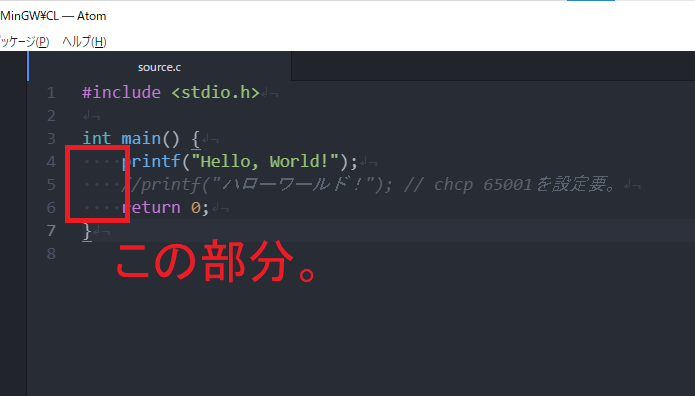 MinGW¥CL — Atom
ッケージ(P) ヘルプ(H)
source.c
1 #include <stdio.h>
2
3 int main() {
4 printf("Hello, World!");
5 //printf("ハローワールド！"); // chcp 65001を設定要。
6 return 0;
7 }
8
この部分。